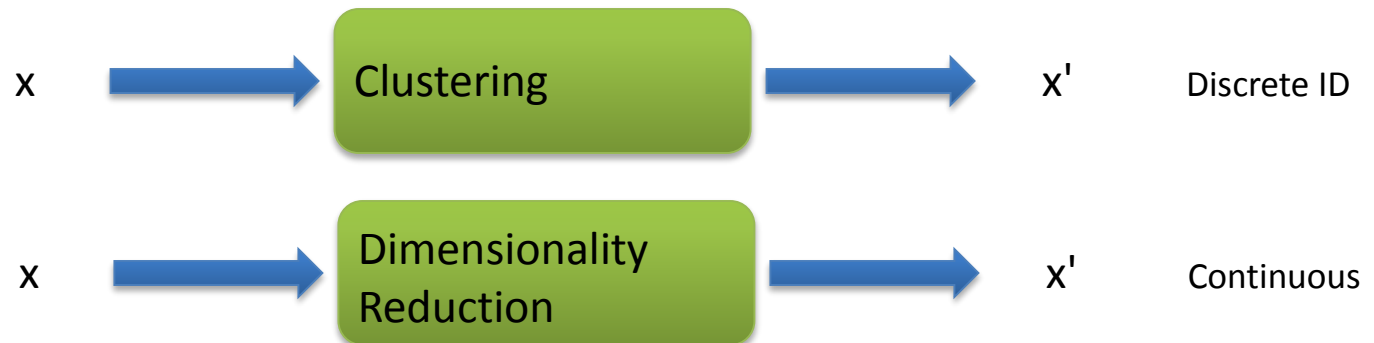 x Clustering x' Discrete ID
x Dimensionality x' Continuous
Reduction